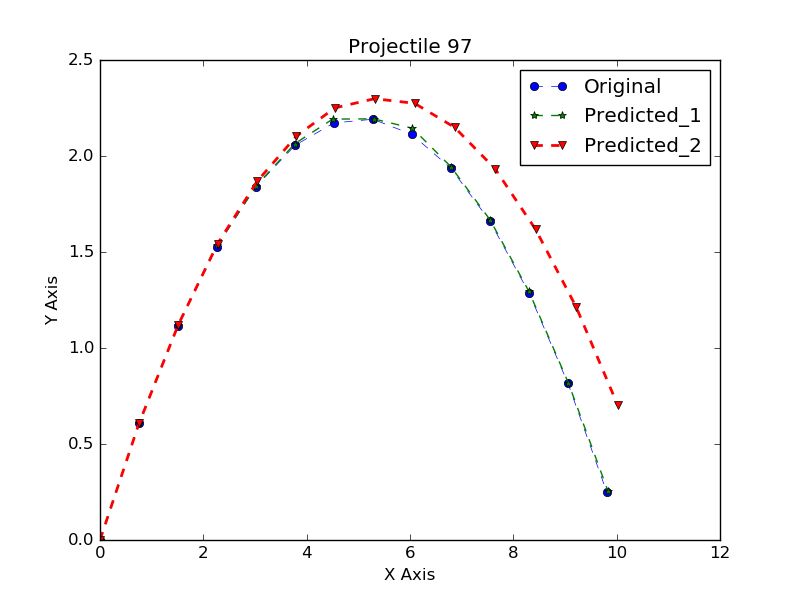 Projectile 97
Original
Predicted_1
Predicted_2
2.5
2.0
1.5
1.0
0.5
0.0
Y Axis
0 2 4 6 8 10 12
X Axis